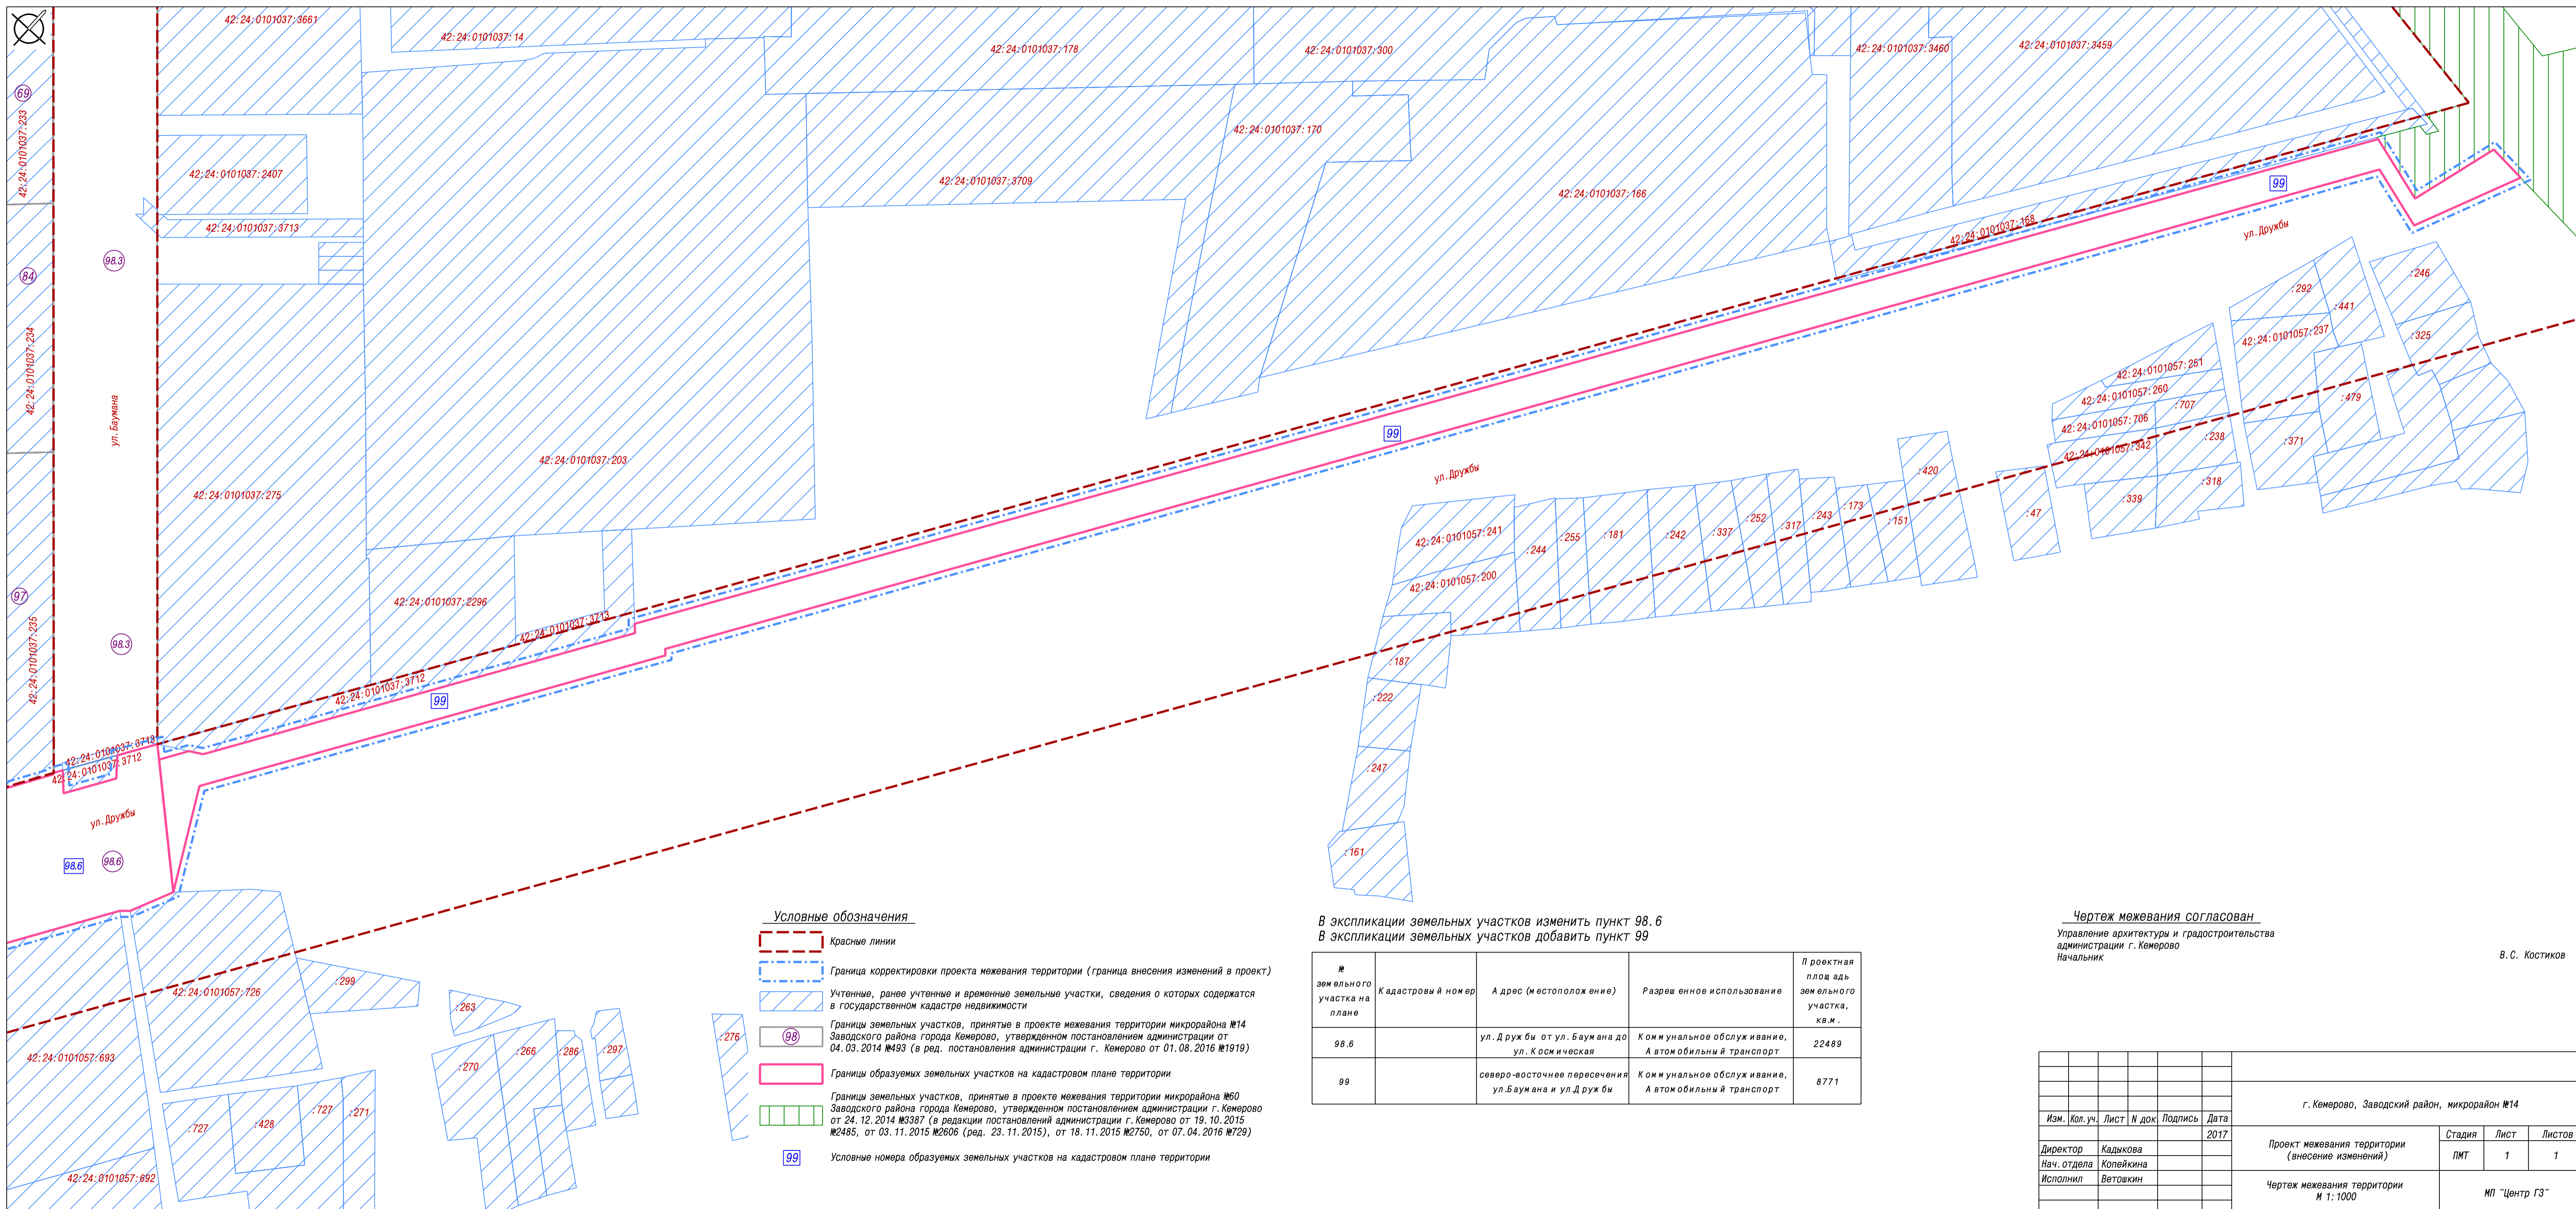 42:24:0101037:3661
42:24:0101037:14
42:24:0101037:178
42:24:0101037:300
42:24:0101037:3460
42:24:0101037:3459
69
42:24:0101037:233
42:24:0101037:2407
42:24:0101037:3713
42:24:0101037:170
42:24:0101037:3709
42:24:0101037:166
42:24:0101037:168
99
ул.Дружбы
98.3
84
42:24:0101037:234
ул.Баумана
42:24:0101037:203
42:24:0101037:275
99
ул.Дружбы
:292
:441
:246
42:24:0101057:237
:325
42:24:0101057:251
42:24:0101057:260
:707
42:24:0101057:706
:238
42:24:0101057:342
:479
:371
:339
:318
:47
:420
:151
:173
:243
:317
:252
:337
:242
:181
:255
:244
42:24:0101057:241
42:24:0101057:200
97
42:24:0101037:235
98.3
42:24:0101037:2296
42:24:0101037:3713
42:24:0101037:3712
99
:187
:222
:247
:161
42:24:0101037:3713
42:24:0101037:3712
ул.Дружбы
98.6
98.6
42:24:0101057:726
:299
:263
42:24:0101057:693
:270
:266
:286
:297
:276
:727
:428
:727
:271
42:24:0101057:692
Условные обозначения
Красные линии
Граница корректировки проекта межевания территории (граница внесения изменений в проект)
Учтенные, ранее учтенные и временные земельные участки, сведения о которых содержатся
в государственном кадастре недвижимости
98
Границы земельных участков, принятые в проекте межевания территории микрорайона №14
Заводского района города Кемерово, утвержденном постановлением администрации от
04.03.2014 №493 (в ред. постановления администрации г. Кемерово от 01.08.2016 №1919)
Границы образуемых земельных участков на кадастровом плане территории
Границы земельных участков, принятые в проекте межевания территории микрорайона №60
Заводского района города Кемерово, утвержденном постановлением администрации г.Кемерово
от 24.12.2014 №3387 (в редакции постановлений администрации г.Кемерово от 19.10.2015
№2485, от 03.11.2015 №2606 (ред. 23.11.2015), от 18.11.2015 №2750, от 07.04.2016 №729)
99
Условные номера образуемых земельных участков на кадастровом плане территории
В экспликации земельных участков изменить пункт 98.6
В экспликации земельных участков добавить пункт 99
№ земельного участка на плане
Кадастровый номер
Адрес (местоположение)
Разрешенное использование
Проектная площадь земельного участка, кв.м.
98.6
ул.Дружбы от ул.Баумана до
ул.Космическая
Коммунальное обслуживание,
Автомобильный транспорт
22489
99
северо-восточнее пересечения
ул.Баумана и ул.Дружбы
Коммунальное обслуживание,
Автомобильный транспорт
8771
Чертеж межевания согласован
Управление архитектуры и градостроительства
администрации г.Кемерово
Начальник
В.С. Костиков
г.Кемерово, Заводский район, микрорайон №14
Изм. Кол.уч. Лист N док Подпись Дата
2017
Проект межевания территории
(внесение изменений)
Стадия Лист Листов
ПМТ 1 1
Директор Кадыкова
Нач.отдела Копейкина
Исполнил Ветошкин
Чертеж межевания территории
М 1:1000
МП "Центр ГЗ"